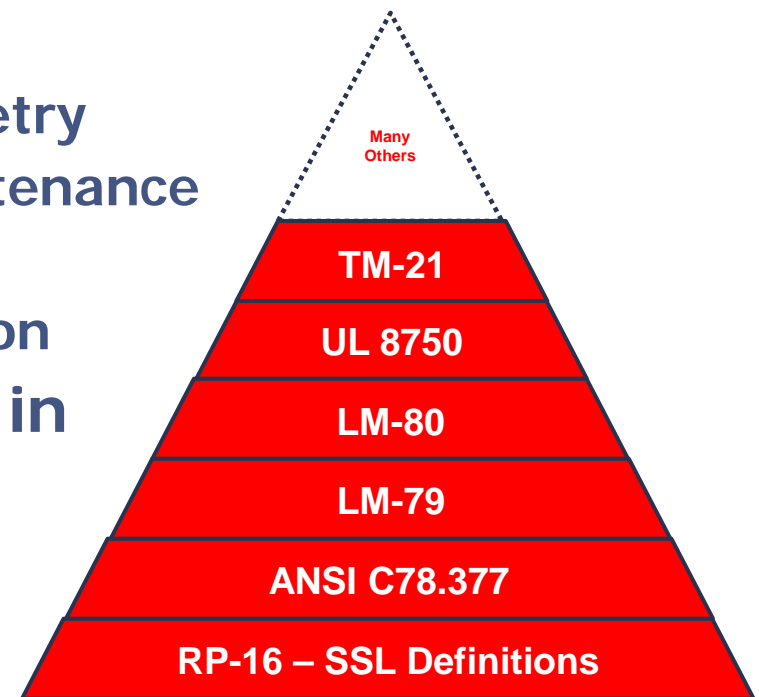 etry
tenance
on
in
Many
Others
TM-21
UL 8750
LM-80
LM-79
ANSI C78.377
RP-16 – SSL Definitions